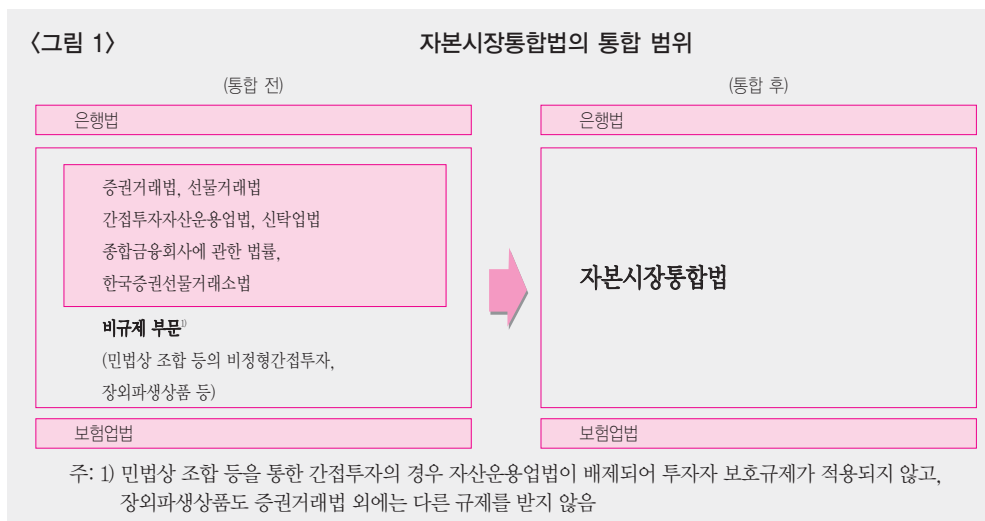 〈그림 1〉 자본시장통합법의 통합 범위
(통합 전)
은행법
증권거래법, 선물거래법
간접투자자산운용업법, 신탁업법
종합금융회사에 관한 법률,
한국증권선물거래소법
비규제 부문1)
(민법상 조합 등의 비정형간접투자,
장외파생상품 등)
보험업법
(통합 후)
은행법
자본시장통합법
보험업법
주: 1) 민법상 조합 등을 통한 간접투자의 경우 자산운용업법이 배제되어 투자자 보호규제가 적용되지 않고,
장외파생상품도 증권거래법 외에는 다른 규제를 받지 않음